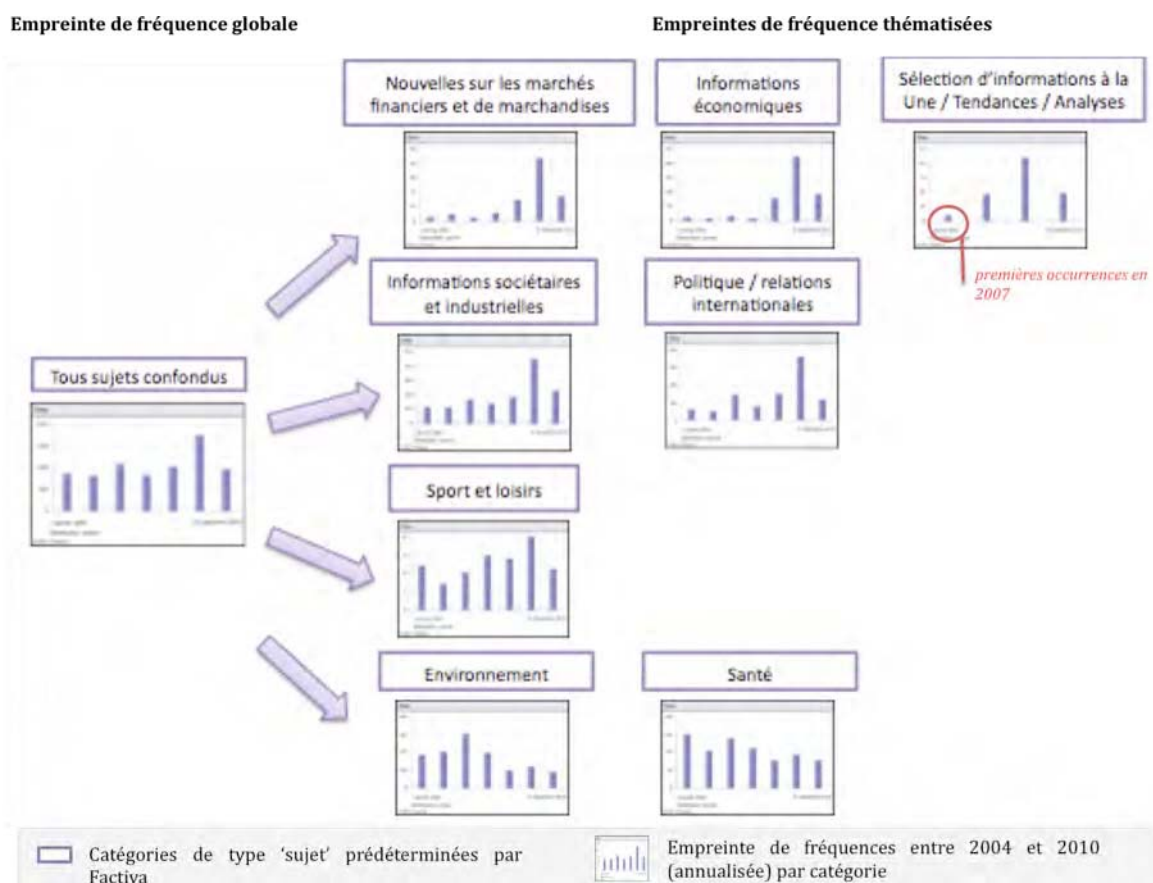 Empreinte de fréquence globale
Empreintes de fréquence thématisées
Nouvelles sur les marchés
financiers et de marchandises
Informations
économiques
Sélection d'informations à la
Une / Tendances / Analyses
premières occurrences en
2007
Informations sociétaires
et industrielles
Politique / relations
internationales
Tous sujets confondus
Sport et loisirs
Environnement
Santé
Catégories de type 'sujet' prédéterminées par
Factiva
Empreinte de fréquences entre 2004 et 2010
(annualisée) par catégorie